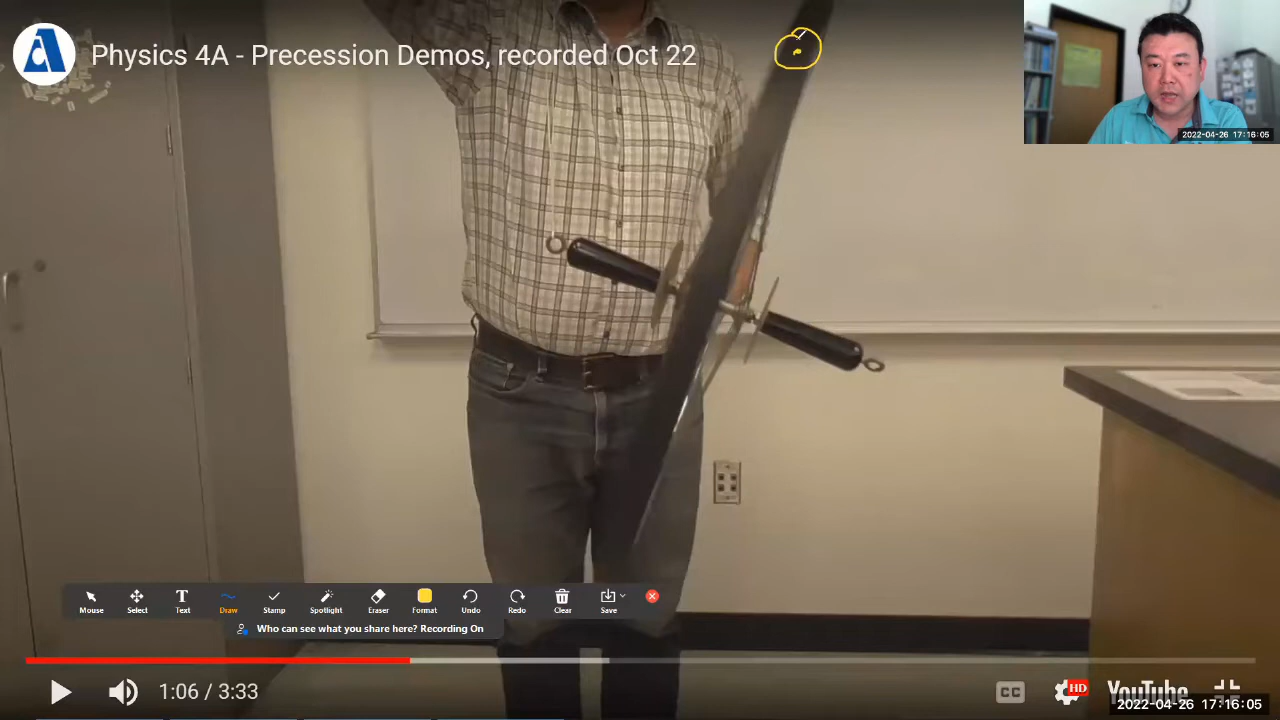 Physics 4A - Precession Demos, recorded Oct 22
2022-04-26 17:16:05
Mouse
Select
Text
Draw
Stamp
Spotlight
Eraser
Format
Undo
Redo
Clear
Save
T
Who can see what you share here? Recording On
1:06 / 3:33
CC
HD
YouTube
2022-04-26 17:16:05